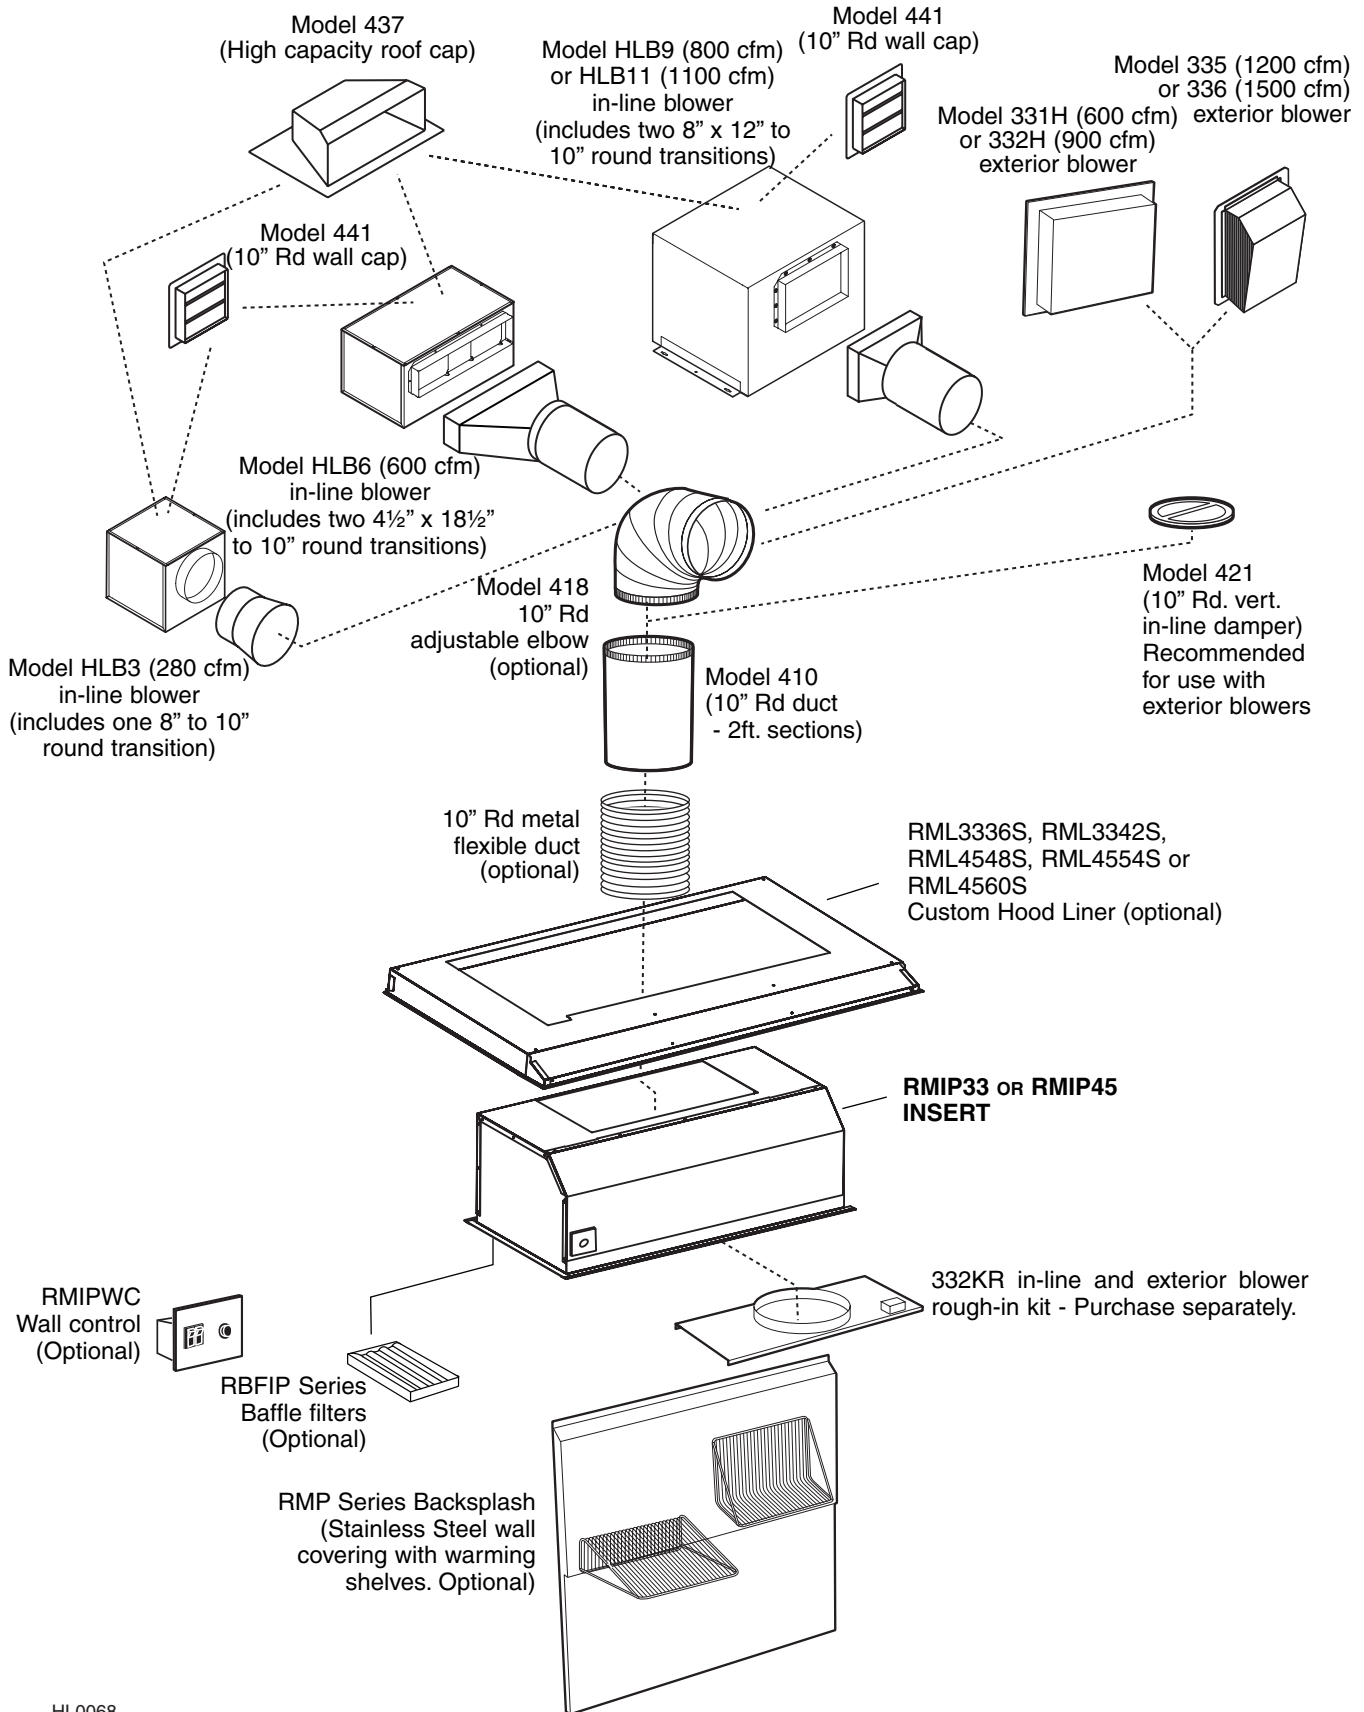 Model 437
(High capacity roof cap)
Model HLB9 (800 cfm)
or HLB11 (1100 cfm)
in-line blower
(includes two 8” x 12” to
10” round transitions)
Model 441
(10” Rd wall cap)
Model 335 (1200 cfm)
or 336 (1500 cfm)
exterior blower
Model 331H (600 cfm)
or 332H (900 cfm)
exterior blower
Model 441
(10” Rd wall cap)
Model HLB6 (600 cfm)
in-line blower
(includes two 4½” x 18½”
to 10” round transitions)
Model HLB3 (280 cfm)
in-line blower
(includes one 8” to 10”
round transition)
Model 418
10” Rd
adjustable elbow
(optional)
Model 421
(10” Rd. vert.
in-line damper)
Recommended
for use with
exterior blowers
Model 410
(10” Rd duct
- 2ft. sections)
10” Rd metal
flexible duct
(optional)
RML3336S, RML3342S,
RML4548S, RML4554S or
RML4560S
Custom Hood Liner (optional)
RMIP33 OR RMIP45
INSERT
332KR in-line and exterior blower
rough-in kit - Purchase separately.
RMIPWC
Wall control
(Optional)
RBFIP Series
Baffle filters
(Optional)
RMP Series Backsplash
(Stainless Steel wall
covering with warming
shelves. Optional)
HL0068